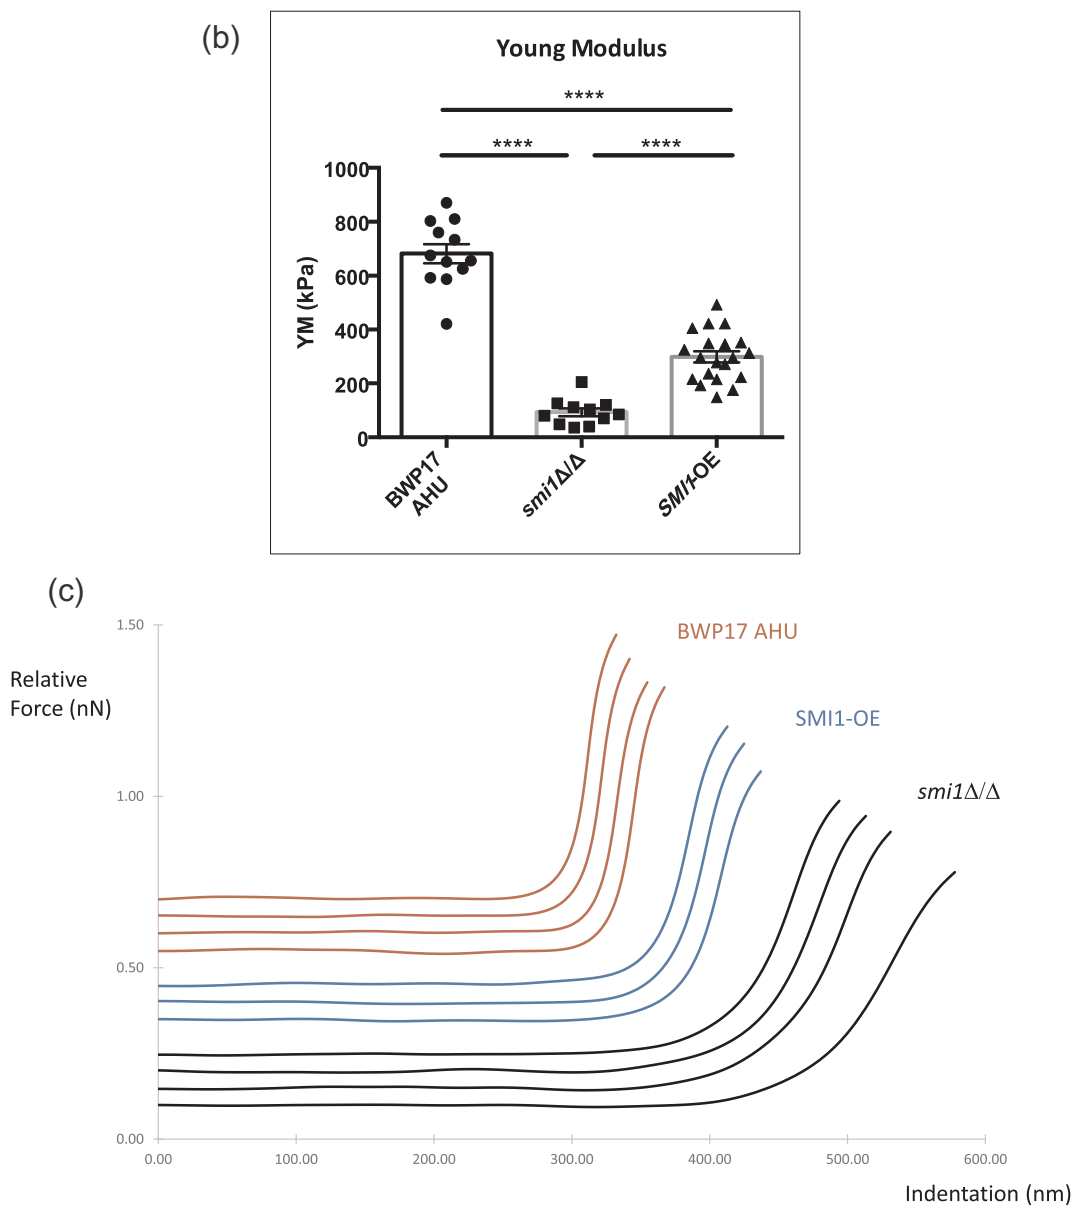 (b)
Young Modulus
****
**** ****
1000
800
600
400
200
0
YM (kPa)
BWP17
AHU
smi1Δ/Δ
SMI1-OE
(c)
1.50
BWP17 AHU
Relative
Force (nN)
SMI1-OE
1.00
smi1Δ/Δ
0.50
0.00
0.00 100.00 200.00 300.00 400.00 500.00 600.00
Indentation (nm)